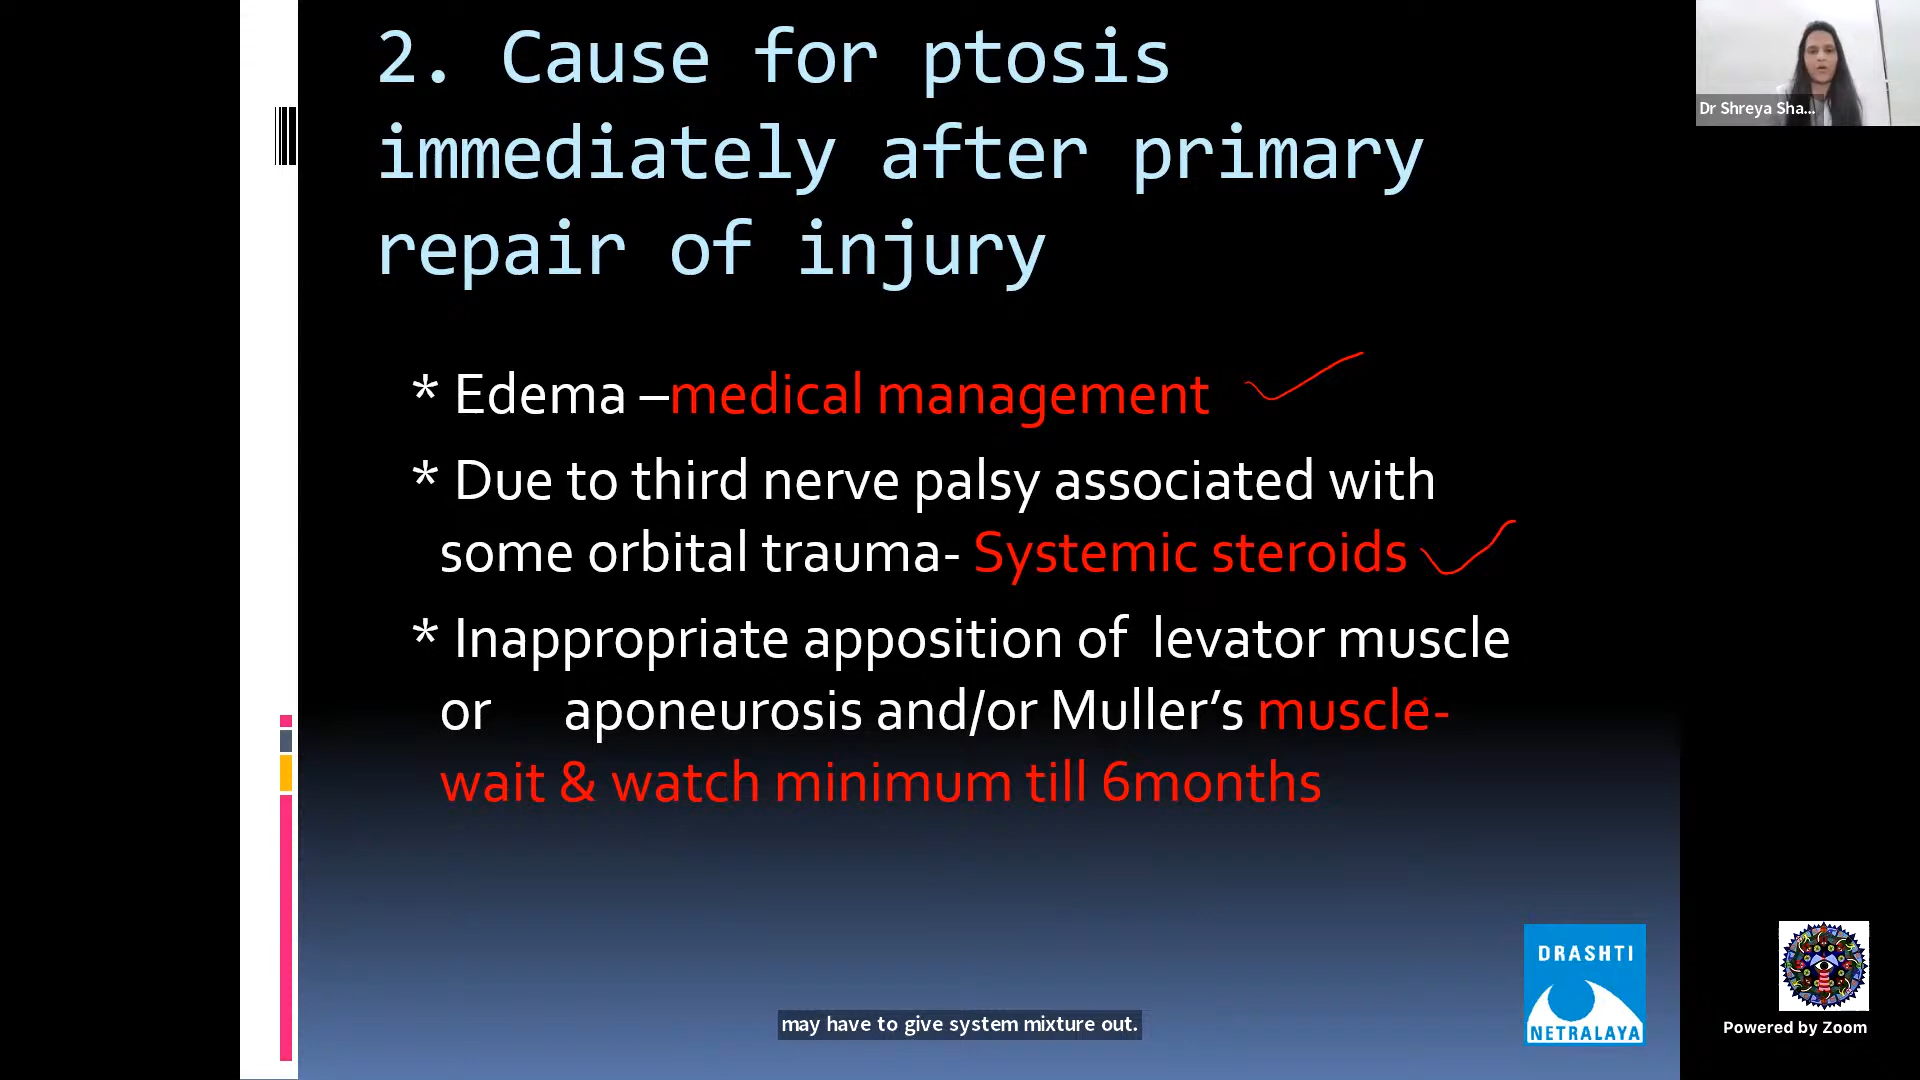 2. Cause for ptosis
immediately after primary
repair of injury
* Edema –medical management
* Due to third nerve palsy associated with
some orbital trauma- Systemic steroids
* Inappropriate apposition of levator muscle
or aponeurosis and/or Muller’s muscle-
wait & watch minimum till 6months
Dr Shreya Sha...
DRASHTI
NETRALAYA
Powered by Zoom
may have to give system mixture out.